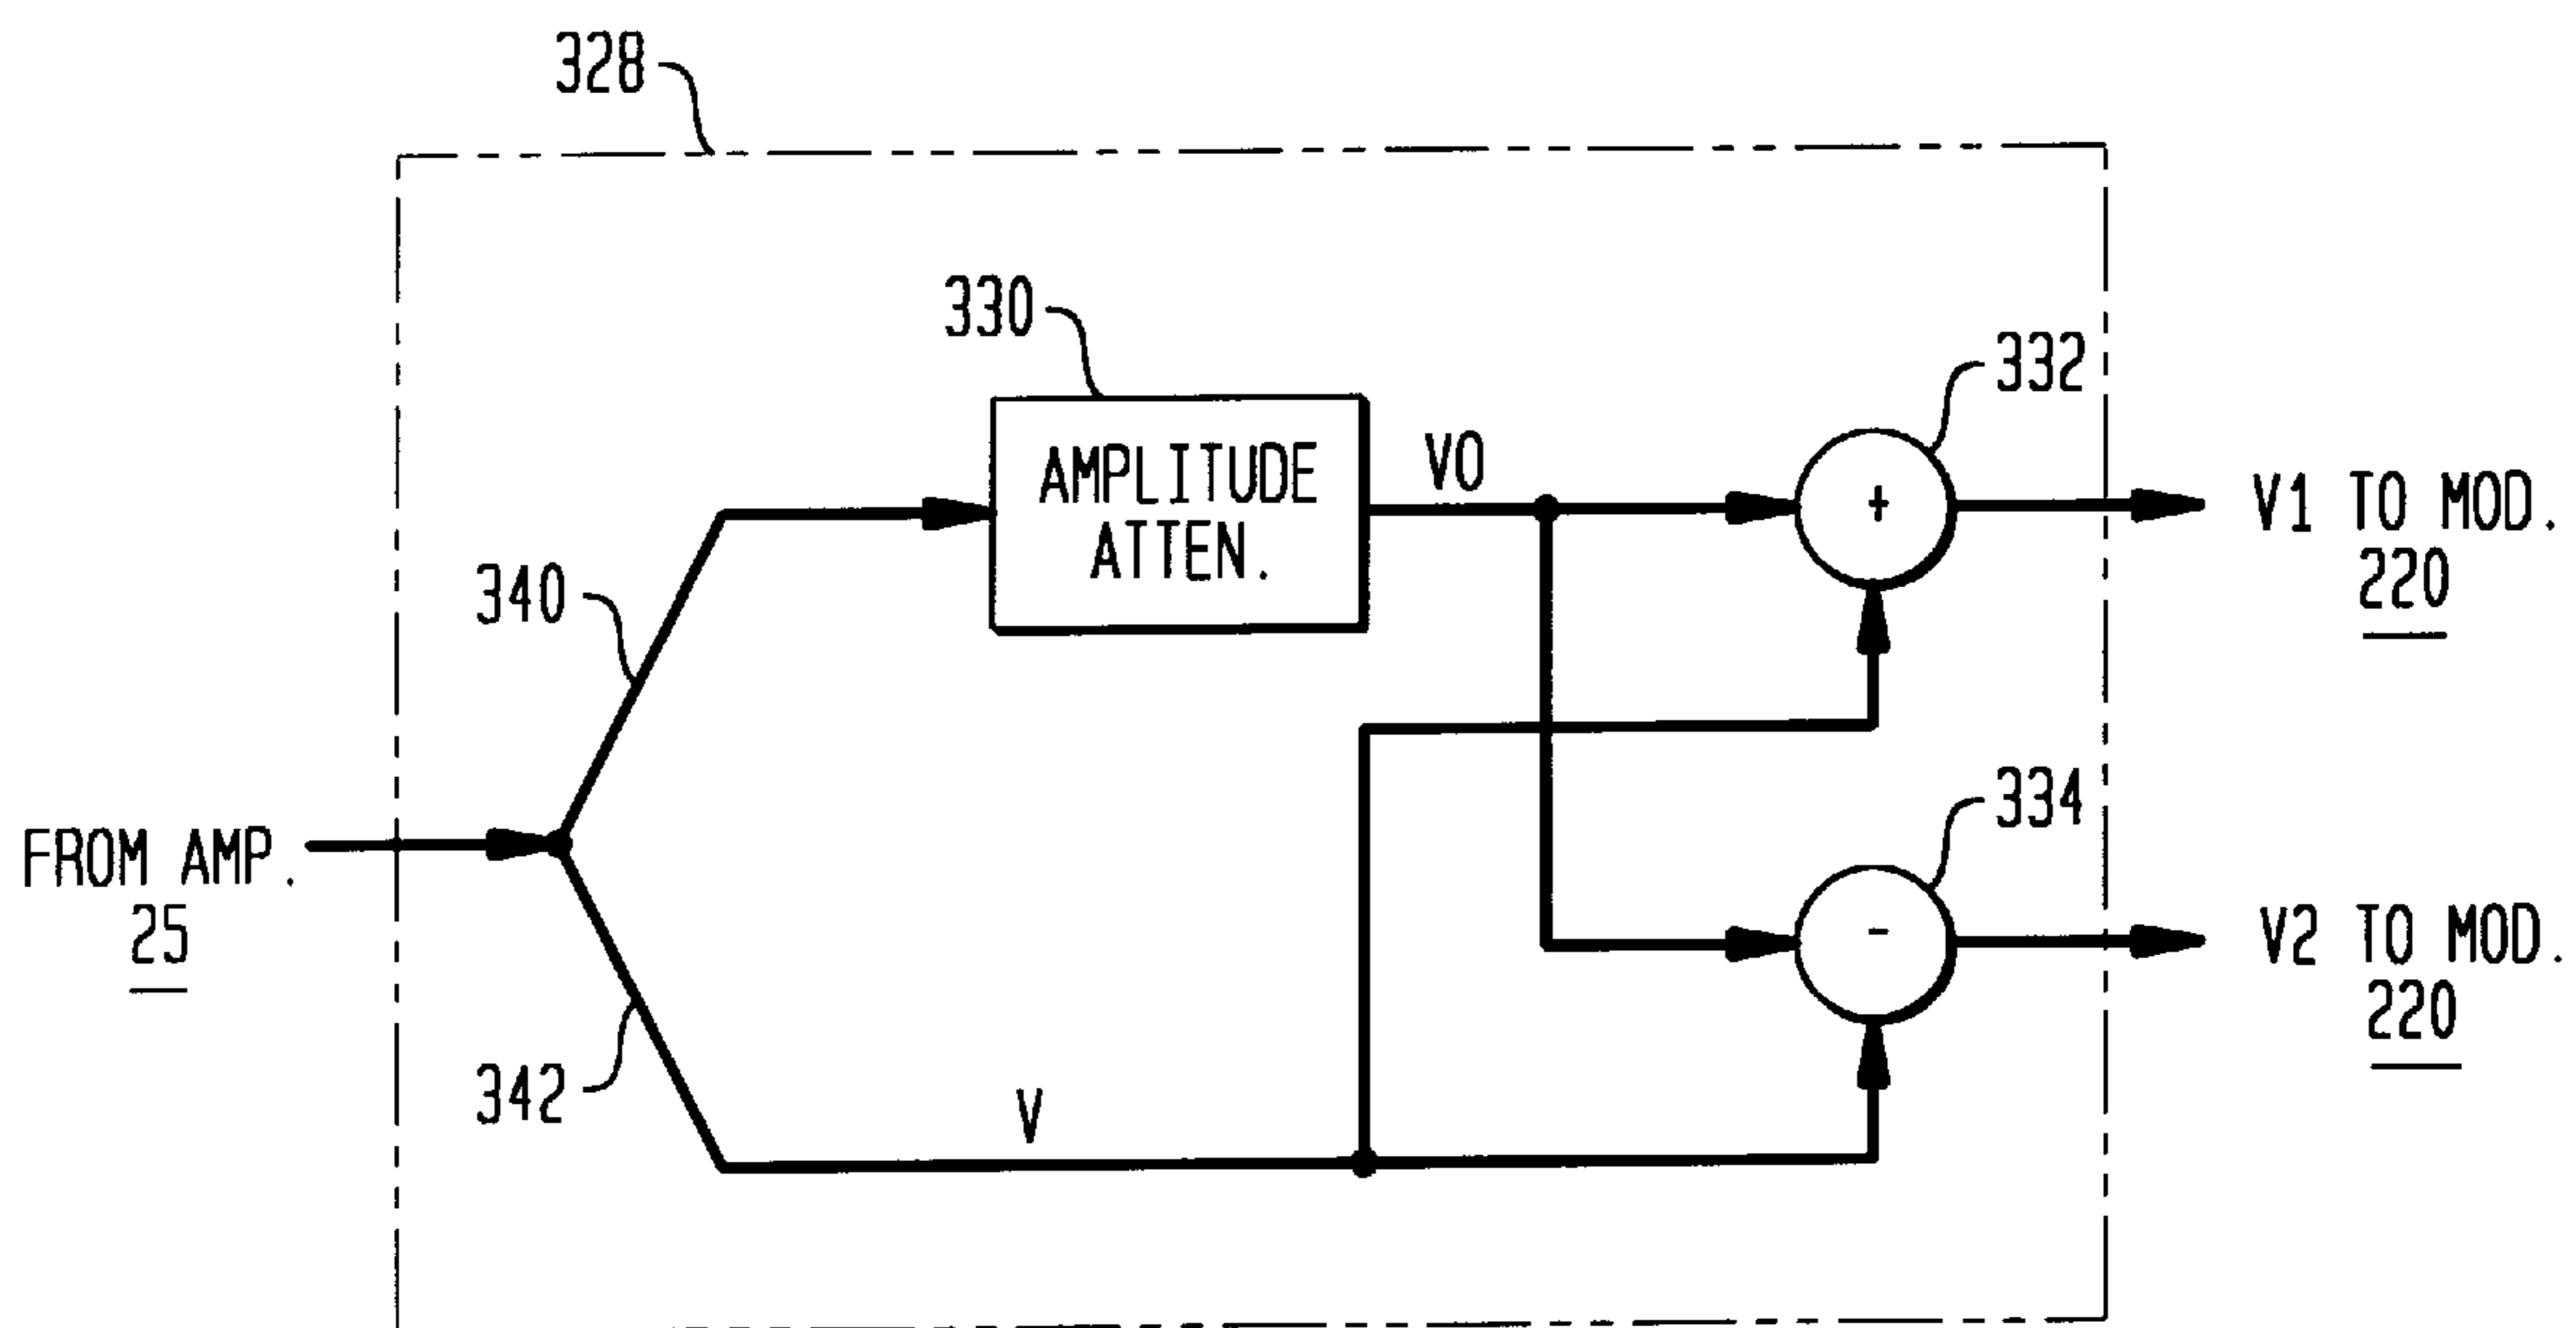 328
330
332
AMPLITUDE
ATTEN.
VO
+
V1 TO MOD.
220
340
334
FROM AMP.
25
-
V2 TO MOD.
220
342
V